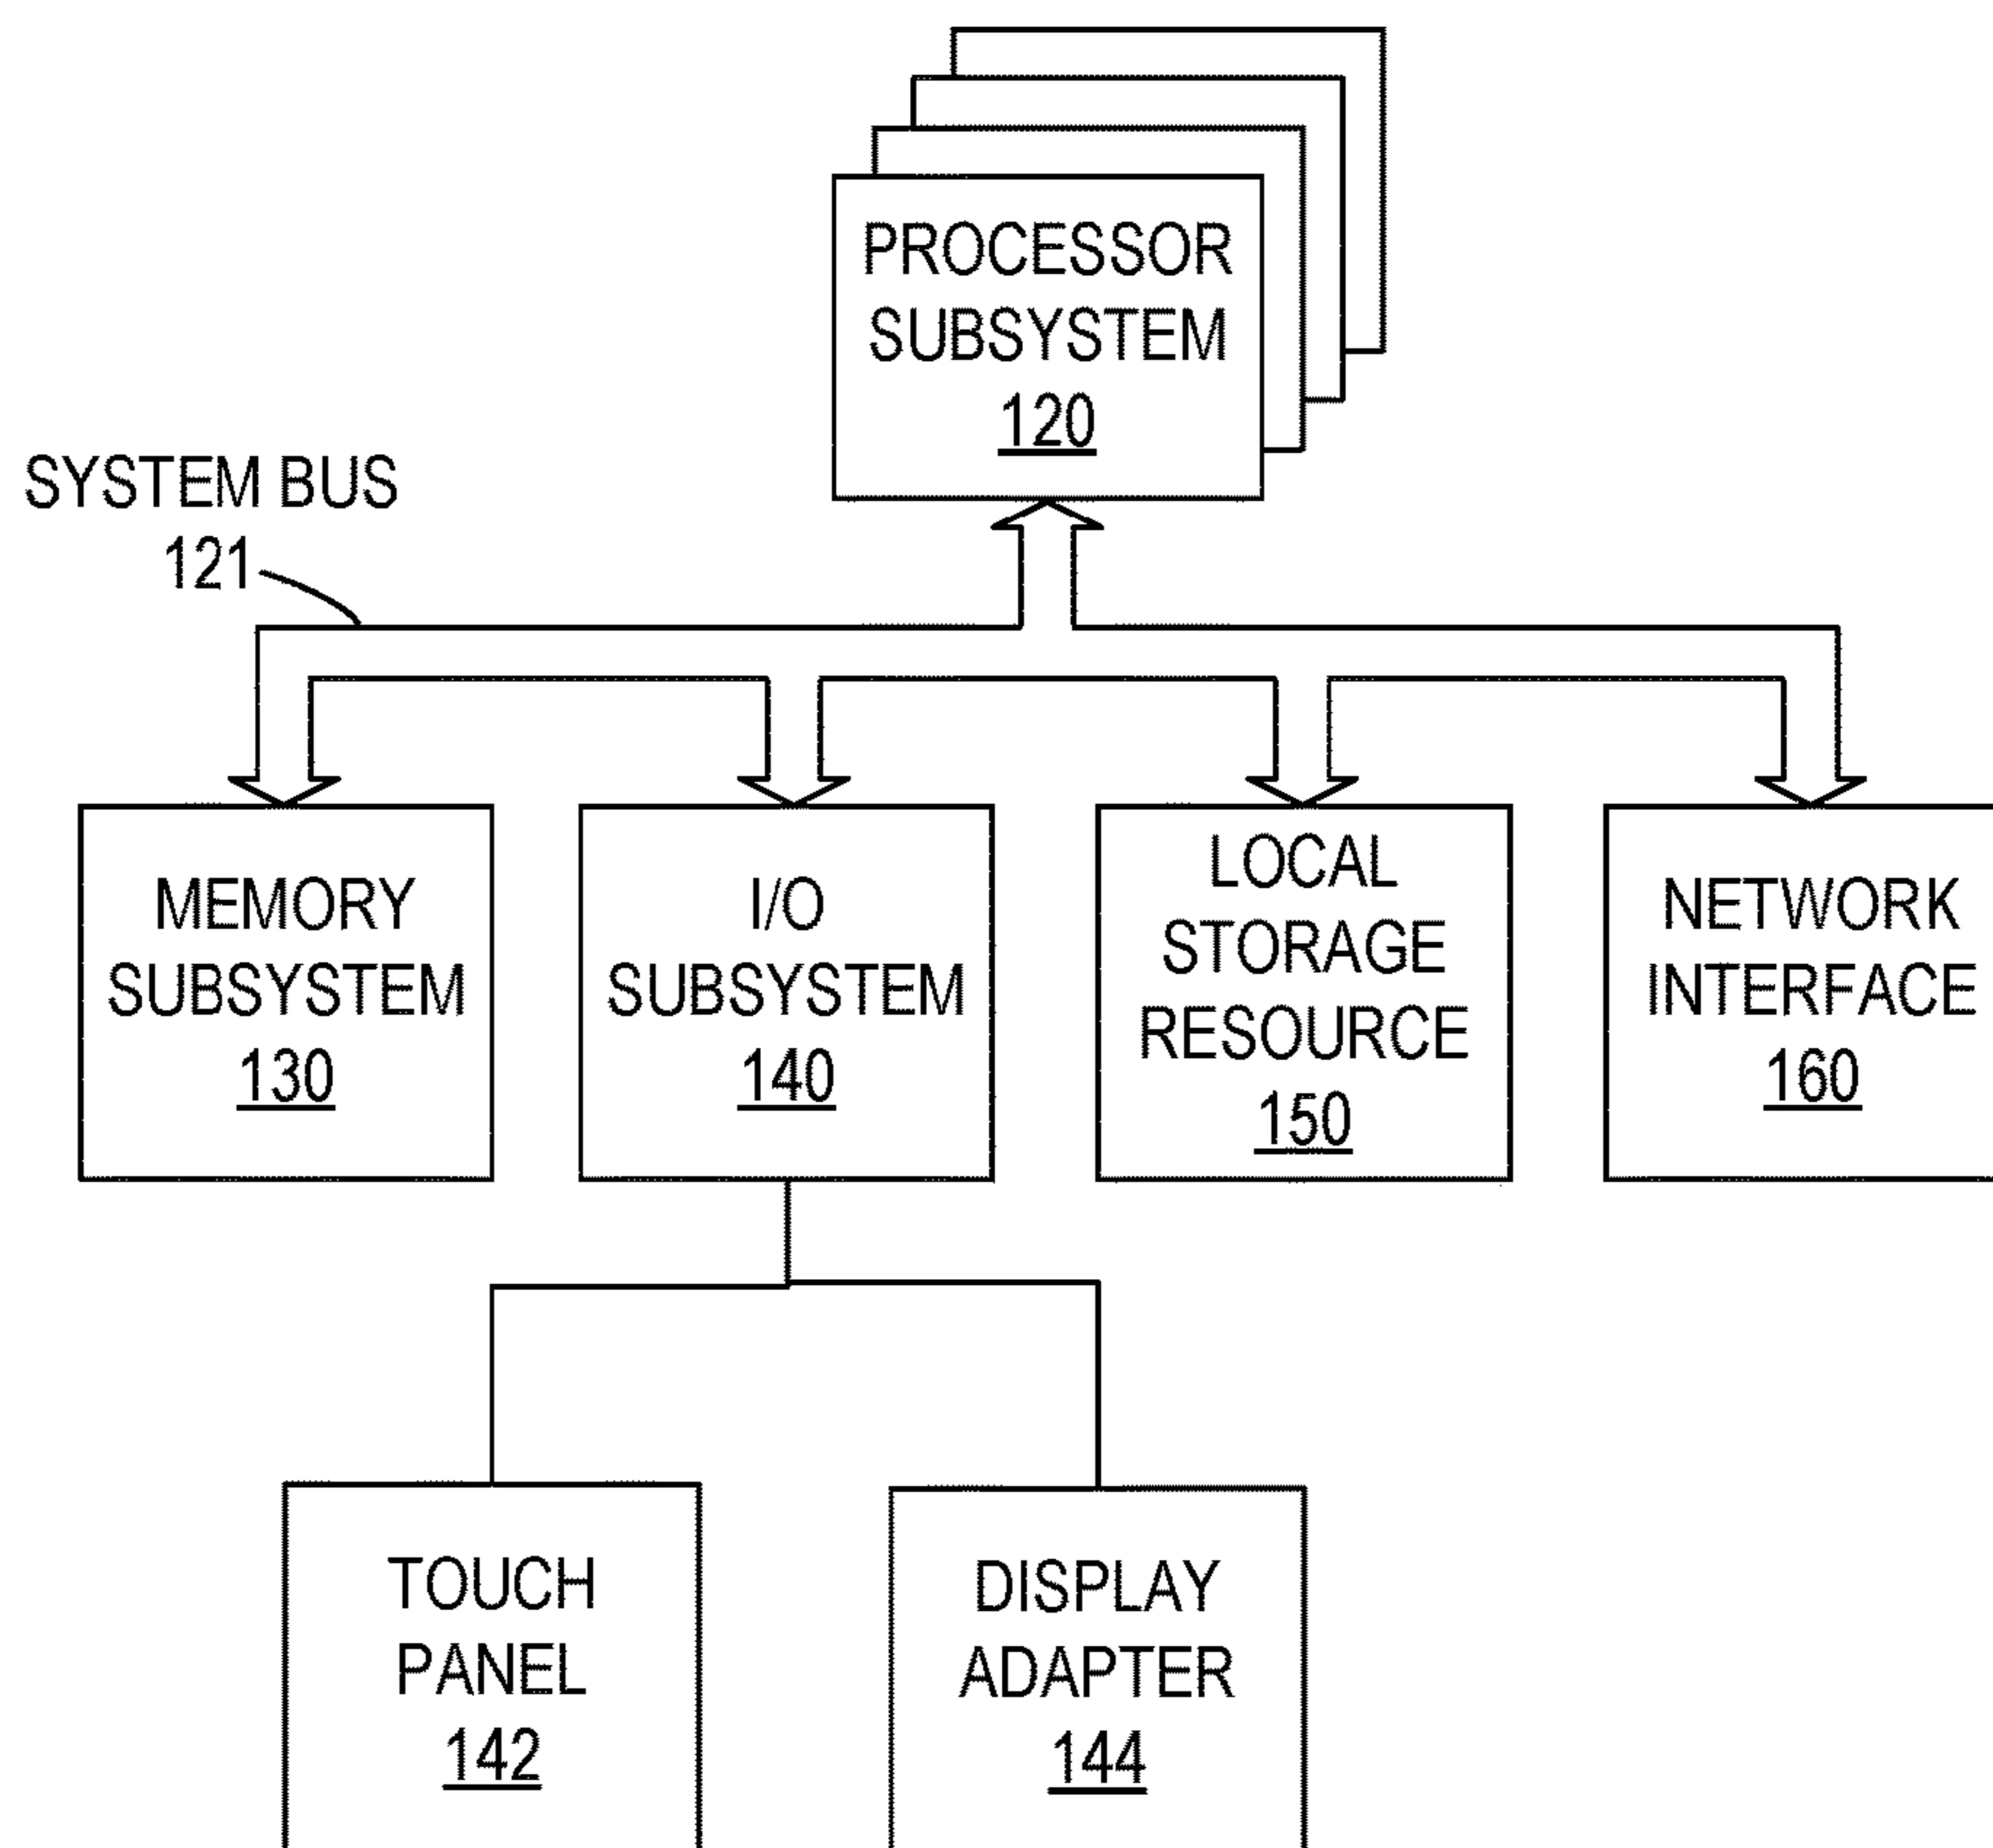 PROCESSOR
SUBSYSTEM
120
SYSTEM BUS
121
MEMORY
SUBSYSTEM
130
I/O
SUBSYSTEM
140
LOCAL
STORAGE
RESOURCE
150
NETWORK
INTERFACE
160
TOUCH
PANEL
142
DISPLAY
ADAPTER
144